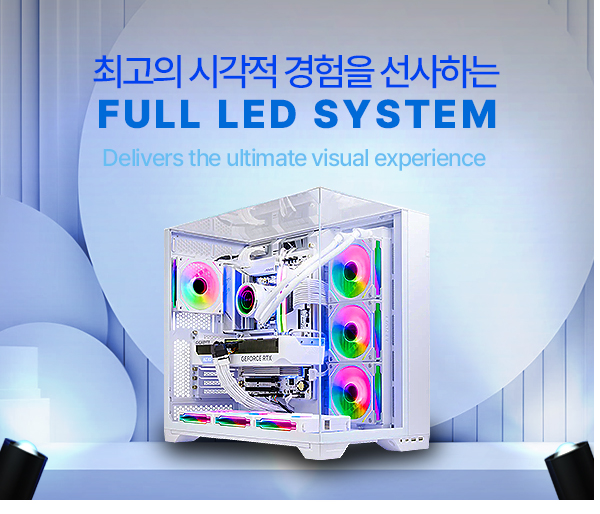 최고의 시각적 경험을 선사하는
FULL LED SYSTEM
Delivers the ultimate visual experience
GEFORCE RTX